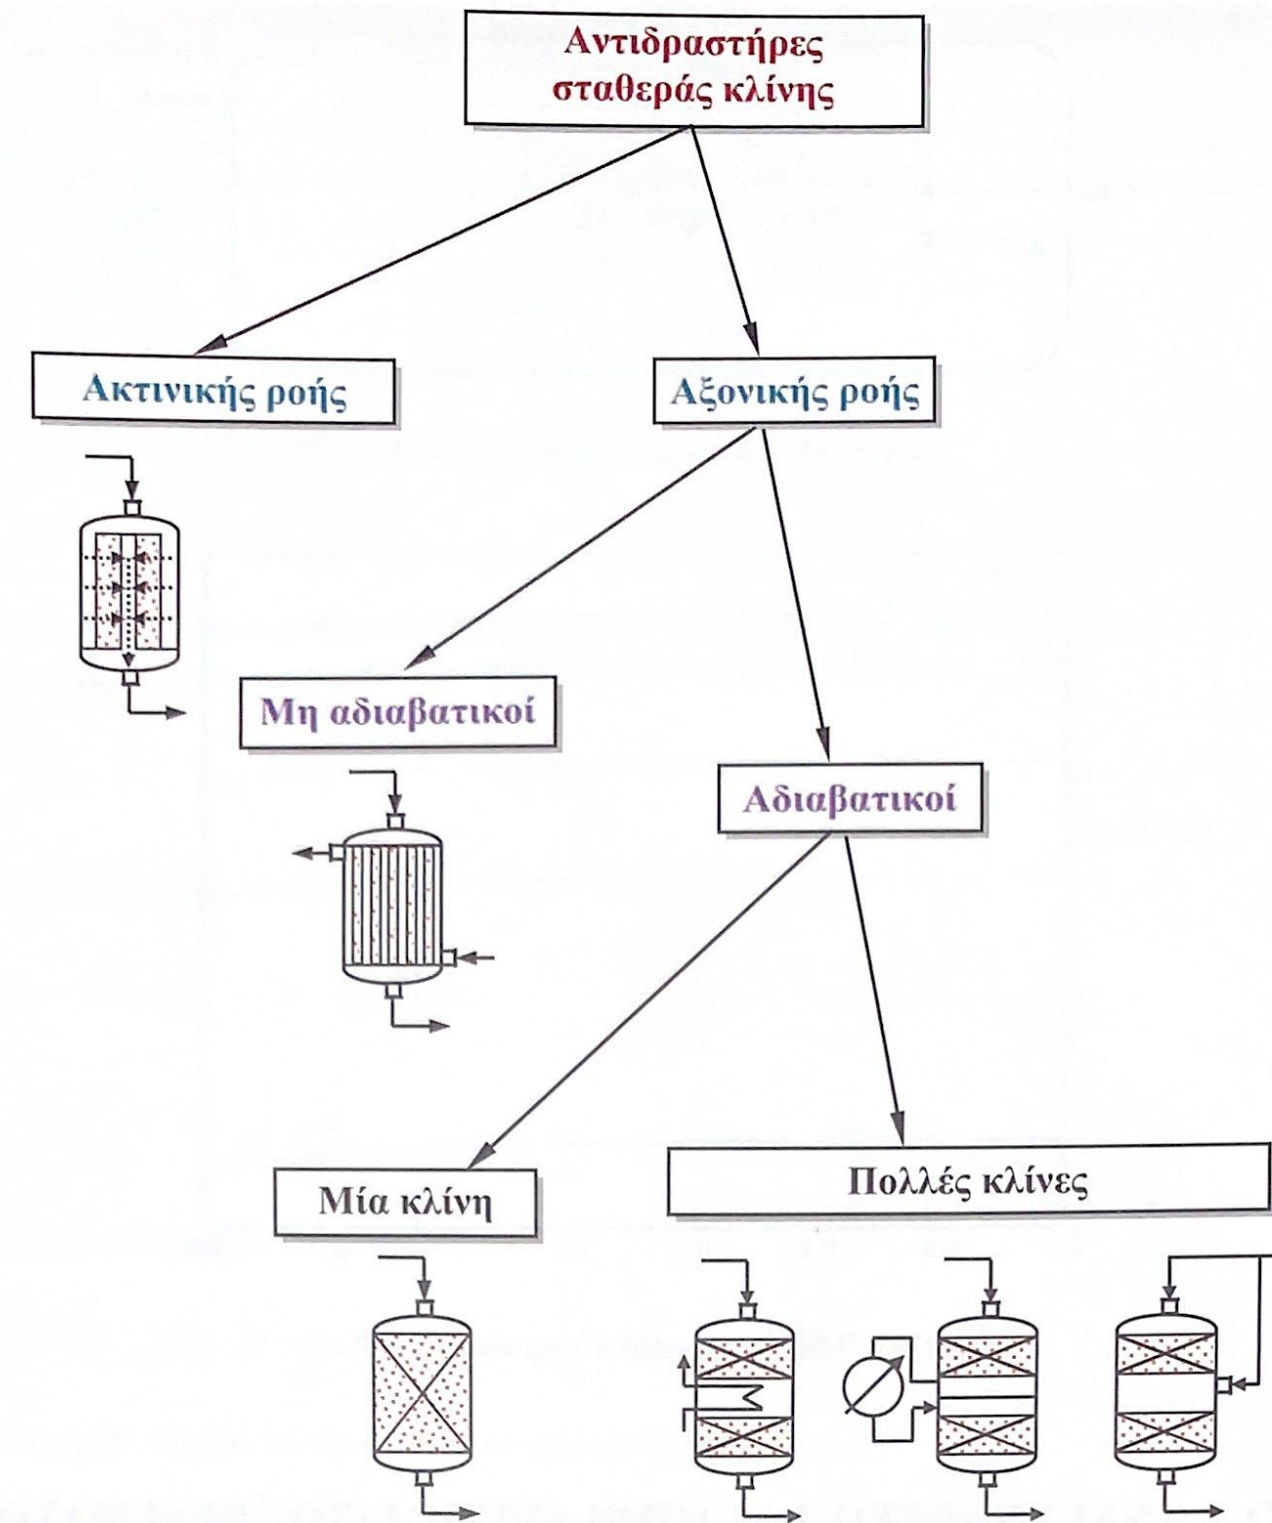 Αντιδραστήρες
σταθεράς κλίνης
Ακτινικής ροής
Αξονικής ροής
Μη αδιαβατικοί
Αδιαβατικοί
Μία κλίνη
Πολλές κλίνες